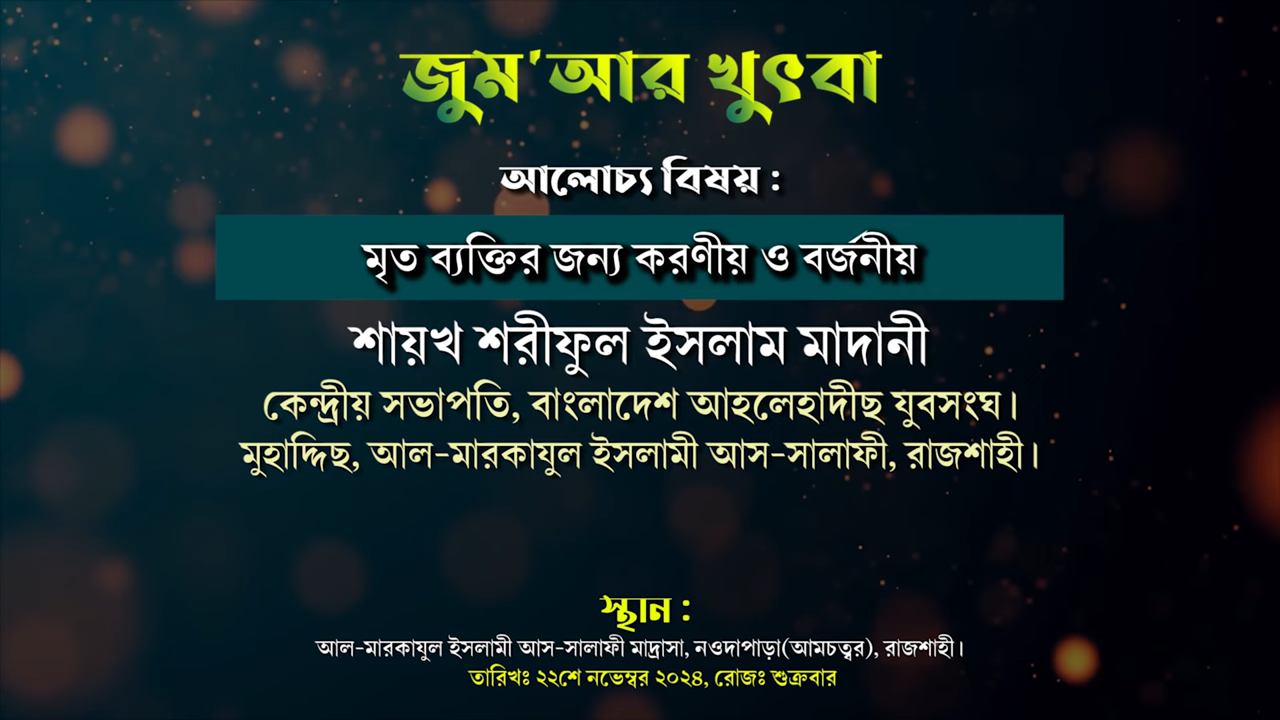 জুম'আর খুৎবা
আলোচ্য বিষয় :
মৃত ব্যক্তির জন্য করণীয় ও বর্জনীয়
শায়খ শরীফুল ইসলাম মাদানী
কেন্দ্রীয় সভাপতি, বাংলাদেশ আহলেহাদীছ যুবসংঘ।
মুহাদ্দিছ, আল-মারকাযুল ইসলামী আস-সালাফী, রাজশাহী।
স্থান :
আল-মারকাযুল ইসলামী আস-সালাফী মাদ্রাসা, নওদাপাড়া(আমচত্বর), রাজশাহী।
তারিখঃ ২২শে নভেম্বর ২০২৪, রোজঃ শুক্রবার